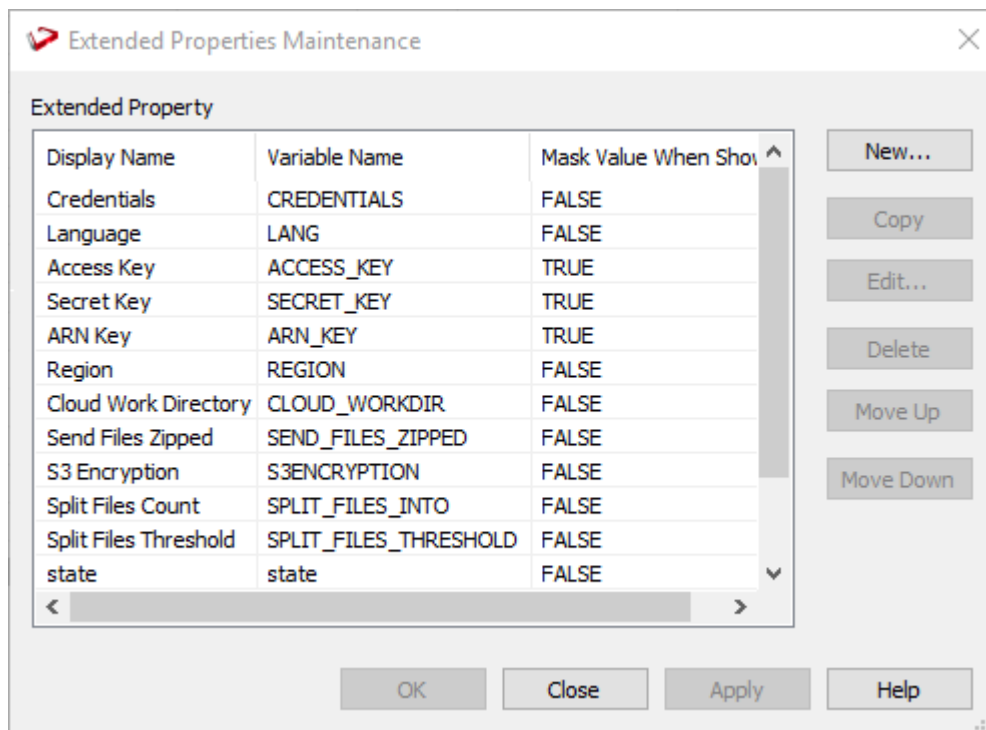 Extended Properties Maintenance
Extended Property
Display Name Variable Name Mask Value When Show
Credentials CREDENTIALS FALSE
Language LANG FALSE
Access Key ACCESS_KEY TRUE
Secret Key SECRET_KEY TRUE
ARN Key ARN_KEY TRUE
Region REGION FALSE
Cloud Work Directory CLOUD_WORKDIR FALSE
Send Files Zipped SEND_FILES_ZIPPED FALSE
S3 Encryption S3ENCRYPTION FALSE
Split Files Count SPLIT_FILES_INTO FALSE
Split Files Threshold SPLIT_FILES_THRESHOLD FALSE
state state FALSE
New...
Copy
Edit...
Delete
Move Up
Move Down
OK Close Apply Help